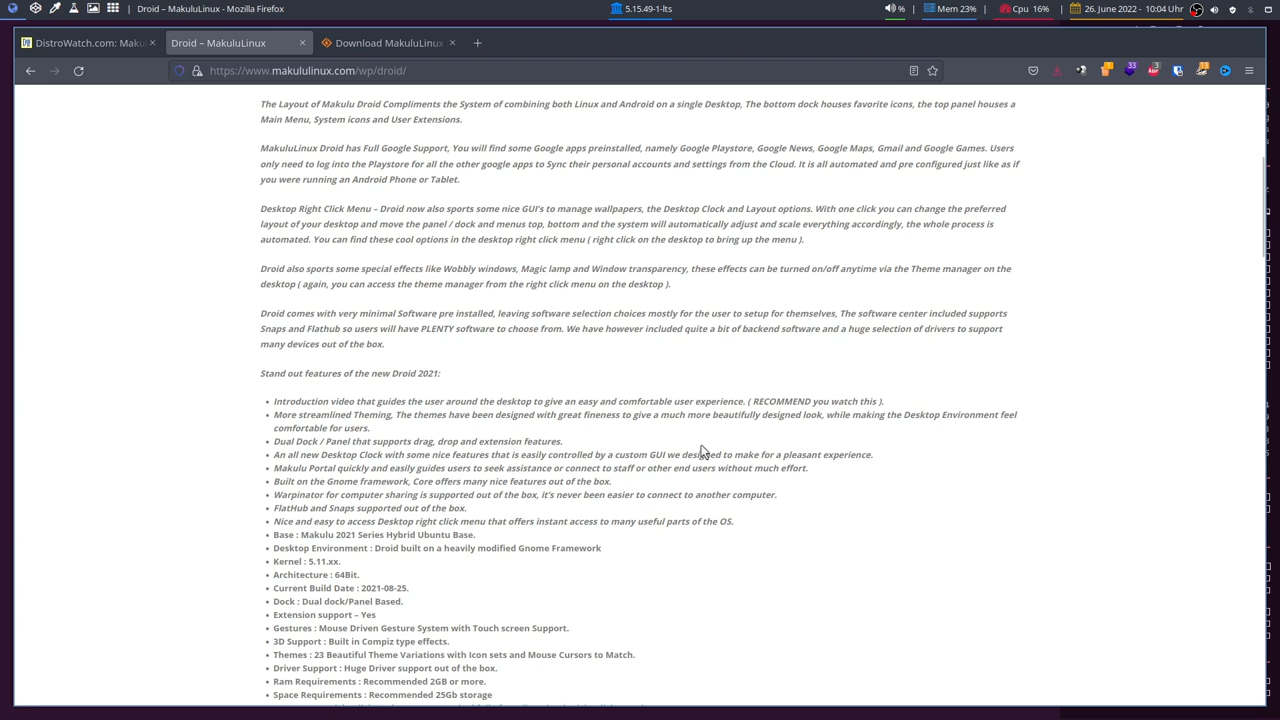 Droid – MakuluLinux - Mozilla Firefox
5.15.49-1-lts
%
Mem 23%
Cpu 16%
26. June 2022 - 10:04 Uhr
DistroWatch.com: Maku
Droid – MakuluLinux
Download MakuluLinux
https://www.makululinux.com/wp/droid/
The Layout of Makulu Droid Compliments the System of combining both Linux and Android on a single Desktop, The bottom dock houses favorite icons, the top panel houses a
Main Menu, System icons and User Extensions.
MakuluLinux Droid has Full Google Support, You will find some Google apps preinstalled, namely Google Playstore, Google News, Google Maps, Gmail and Google Games. Users
only need to log into the Playstore for all the other google apps to Sync their personal accounts and settings from the Cloud. It is all automated and pre configured just like as if
you were running an Android Phone or Tablet.
Desktop Right Click Menu – Droid now also sports some nice GUI's to manage wallpapers, the Desktop Clock and Layout options. With one click you can change the preferred
layout of your desktop and move the panel / dock and menus top, bottom and the system will automatically adjust and scale everything accordingly, the whole process is
automated. You can find these cool options in the desktop right click menu ( right click on the desktop to bring up the menu ).
Droid also sports some special effects like Wobbly windows, Magic lamp and Window transparency, these effects can be turned on/off anytime via the Theme manager on the
desktop ( again, you can access the theme manager from the right click menu on the desktop ).
Droid comes with very minimal Software pre installed, leaving software selection choices mostly for the user to setup for themselves, The software center included supports
Snaps and Flathub so users will have PLENTY software to choose from. We have however included quite a bit of backend software and a huge selection of drivers to support
many devices out of the box.
Stand out features of the new Droid 2021:
• Introduction video that guides the user around the desktop to give an easy and comfortable user experience. ( RECOMMEND you watch this ).
• More streamlined Theming, The themes have been designed with great fineness to give a much more beautifully designed look, while making the Desktop Environment feel
comfortable for users.
• Dual Dock / Panel that supports drag, drop and extension features.
• An all new Desktop Clock with some nice features that is easily controlled by a custom GUI we designed to make for a pleasant experience.
• Makulu Portal quickly and easily guides users to seek assistance or connect to staff or other end users without much effort.
• Built on the Gnome framework, Core offers many nice features out of the box.
• Warpinator for computer sharing is supported out of the box, it's never been easier to connect to another computer.
• FlatHub and Snaps supported out of the box.
• Nice and easy to access Desktop right click menu that offers instant access to many useful parts of the OS.
• Base : Makulu 2021 Series Hybrid Ubuntu Base.
• Desktop Environment : Droid built on a heavily modified Gnome Framework
• Kernel : 5.11.xx.
• Architecture : 64Bit.
• Current Build Date : 2021-08-25.
• Dock : Dual dock/Panel Based.
• Extension support – Yes
• Gestures : Mouse Driven Gesture System with Touch screen Support.
• 3D Support : Built in Compiz type effects.
• Themes : 23 Beautiful Theme Variations with Icon sets and Mouse Cursors to Match.
• Driver Support : Huge Driver support out of the box.
• Ram Requirements : Recommended 2GB or more.
• Space Requirements : Recommended 25Gb storage